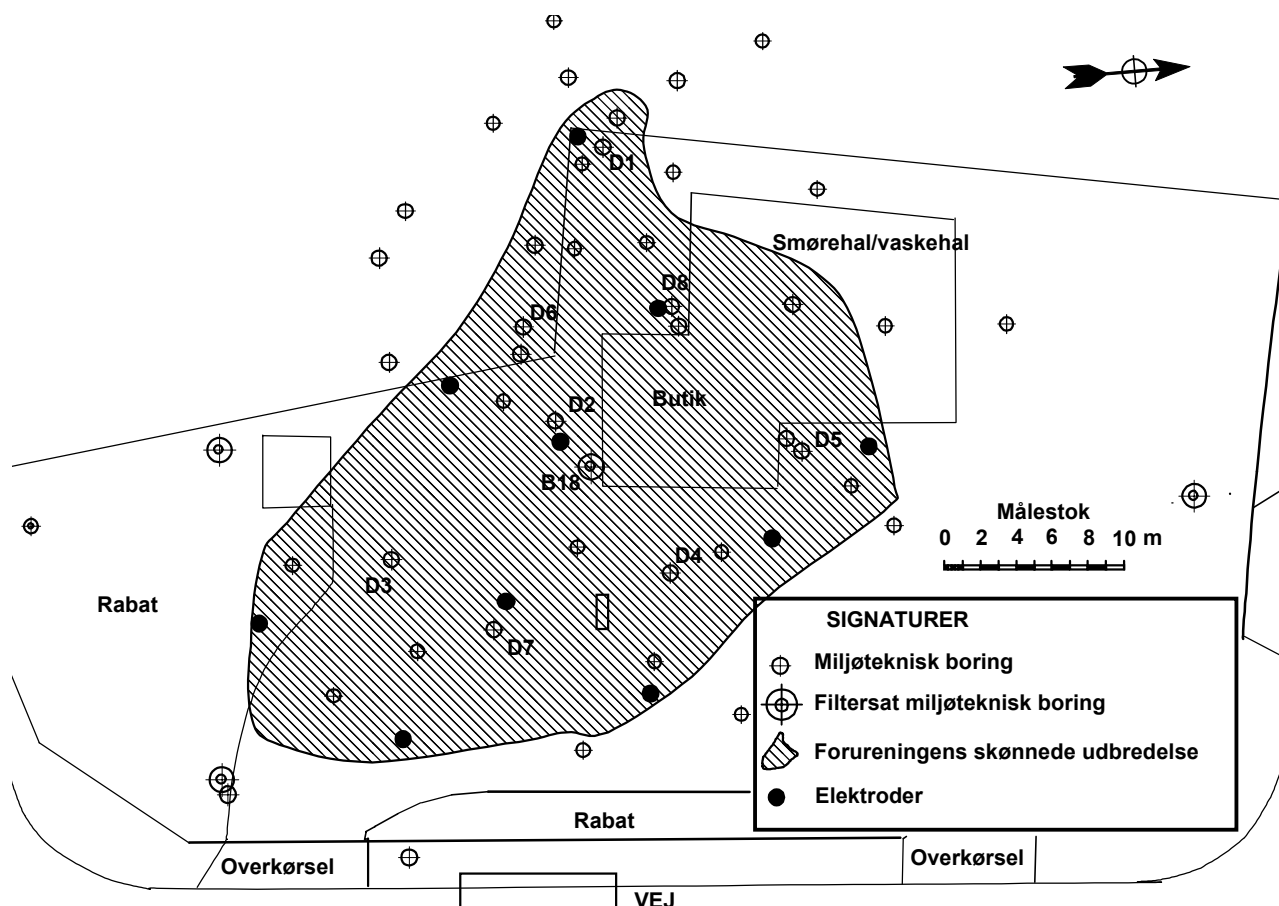 D1
Smørehal/vaskehal
D8
D6
Butik
D2
D5
B18
Målestok
0 2 4 6 8 10 m
D4
D3
Rabat
D7
SIGNATURER
Miljøteknisk boring
Filtersat miljøteknisk boring
Forureningens skønnede udbredelse
Elektroder
Rabat
Overkørsel
Overkørsel
VEJ